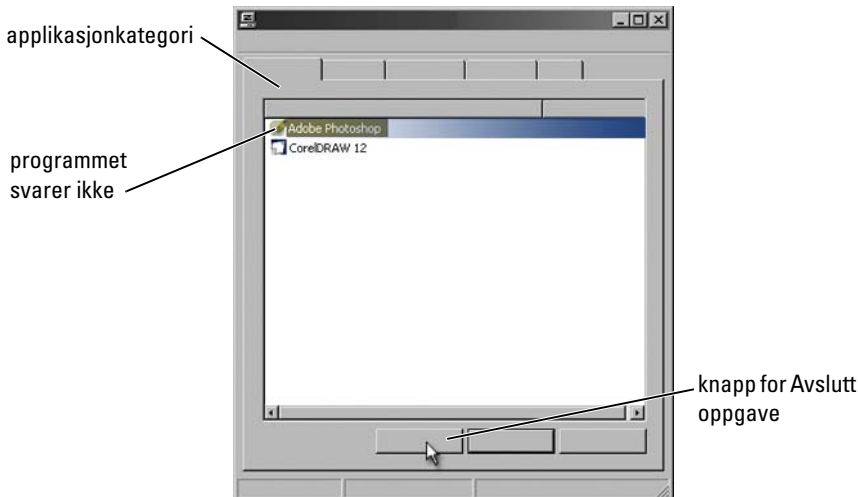 applikasjonkategori
Adobe Photoshop
CorelDRAW 12
programmet
svarer ikke
knapp for Avslutt
oppgave